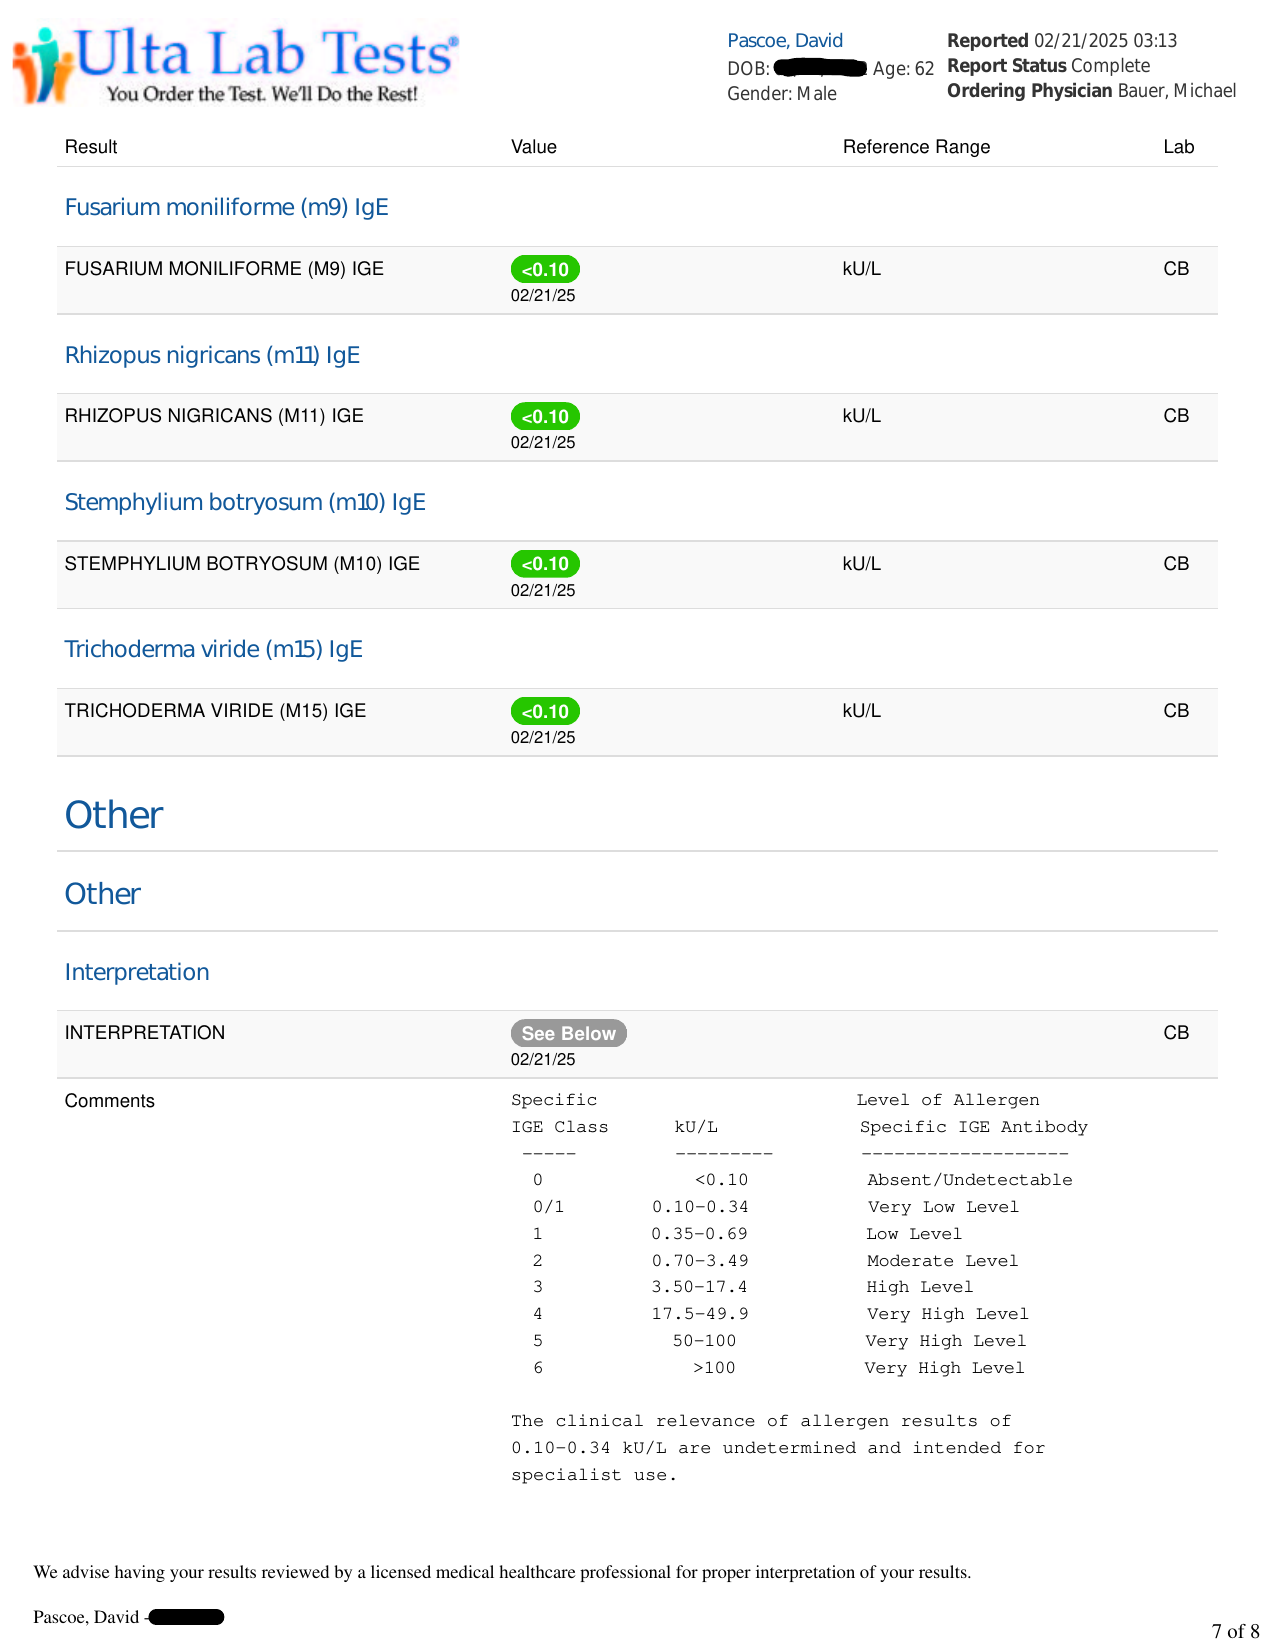 Ulta Lab Tests®
You Order the Test. We'll Do the Rest!
Pascoe, David
DOB: Age: 62
Gender: Male
Reported 02/21/2025 03:13
Report Status Complete
Ordering Physician Bauer, Michael
Result Value Reference Range Lab
Fusarium moniliforme (m9) IgE
FUSARIUM MONILIFORME (M9) IGE <0.10 kU/L CB
02/21/25
Rhizopus nigricans (m11) IgE
RHIZOPUS NIGRICANS (M11) IGE <0.10 kU/L CB
02/21/25
Stemphylium botryosum (m10) IgE
STEMPHYLIUM BOTRYOSUM (M10) IGE <0.10 kU/L CB
02/21/25
Trichoderma viride (m15) IgE
TRICHODERMA VIRIDE (M15) IGE <0.10 kU/L CB
02/21/25
Other
Other
Interpretation
INTERPRETATION See Below CB
02/21/25
Comments Specific Level of Allergen
IGE Class kU/L Specific IGE Antibody
----- --------- -------------------
0 <0.10 Absent/Undetectable
0/1 0.10-0.34 Very Low Level
1 0.35-0.69 Low Level
2 0.70-3.49 Moderate Level
3 3.50-17.4 High Level
4 17.5-49.9 Very High Level
5 50-100 Very High Level
6 >100 Very High Level
The clinical relevance of allergen results of
0.10-0.34 kU/L are undetermined and intended for
specialist use.
We advise having your results reviewed by a licensed medical healthcare professional for proper interpretation of your results.
Pascoe, David -
7 of 8